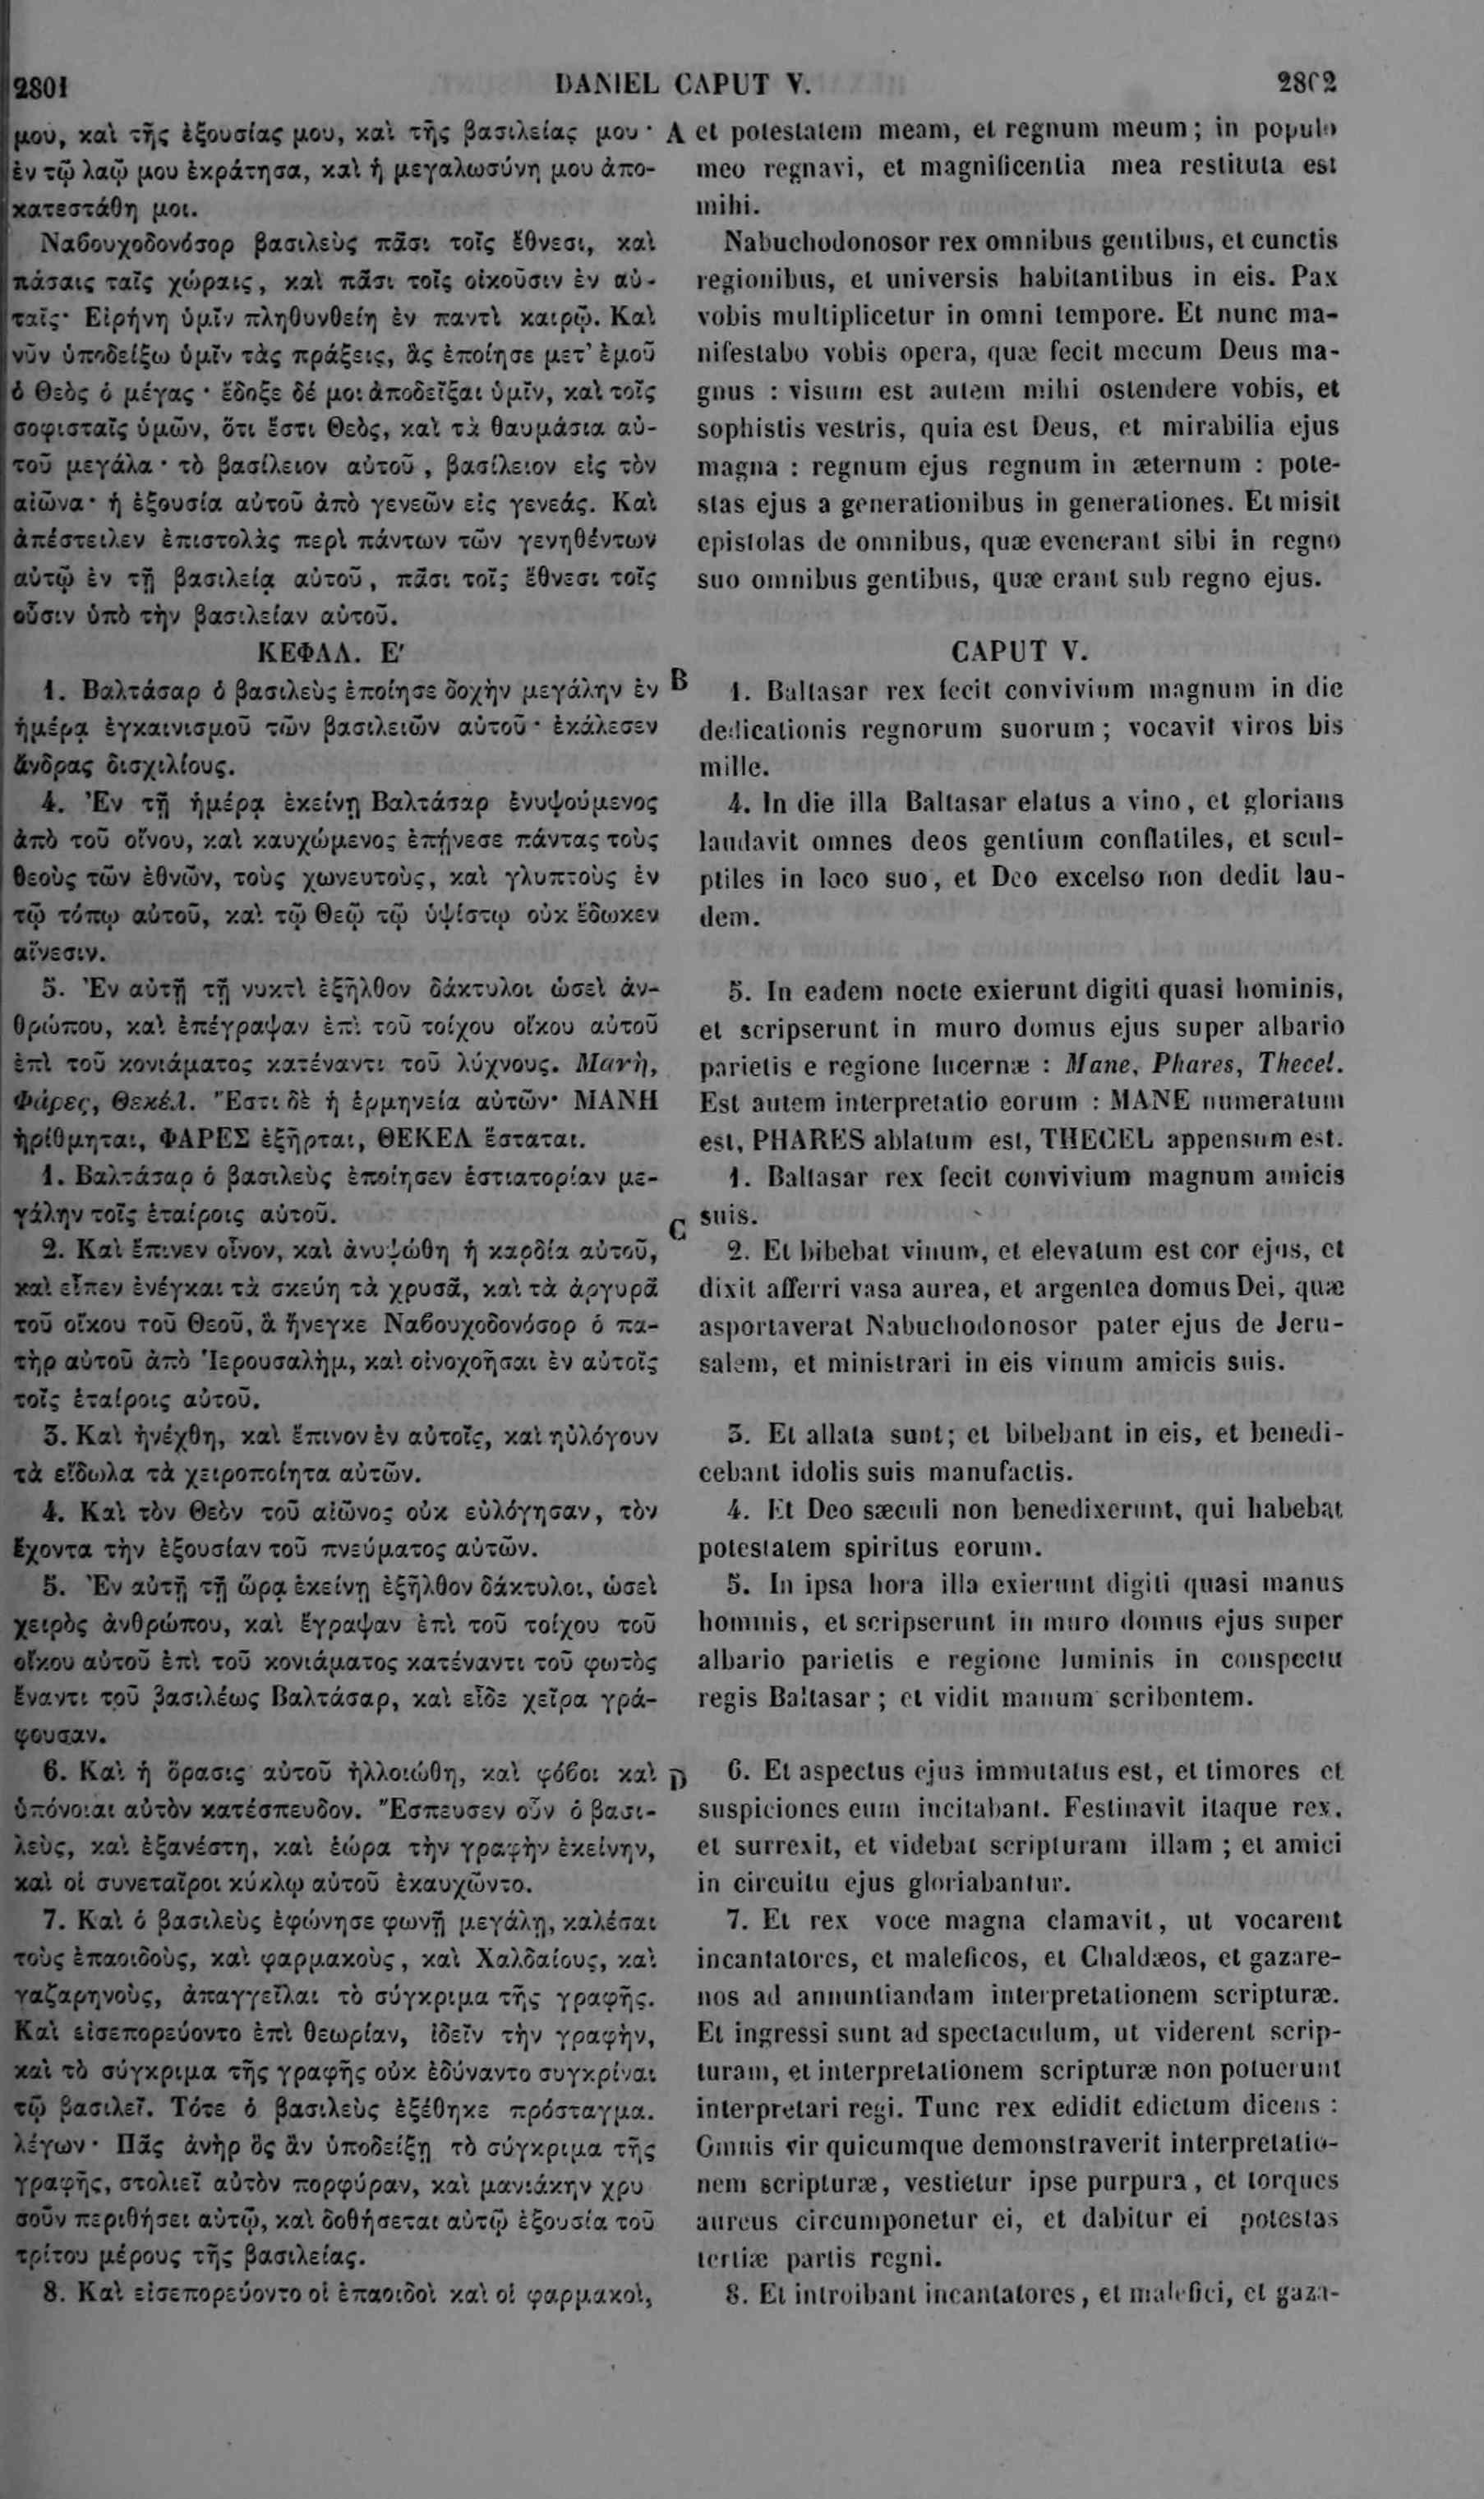 2801
DANIEL CAPUT V.
2802
μου, καὶ τῆς ἐξουσίας μου, καὶ τῆς βασιλείας μου·
ἐν τῷ λαῷ μου ἐκράτησα, καὶ ἡ μεγαλωσύνη μου ἀπο-
κατεστάθη μοι.
Ναβουχοδονόσορ βασιλεὺς πᾶσι τοῖς ἔθνεσι, καὶ
πάσαις ταῖς χώραις, καὶ πᾶσι τοῖς οἰκοῦσιν ἐν αὐ-
ταῖς· Εἰρήνη ὑμῖν πληθυνθείη ἐν παντὶ καιρῷ. Καὶ
νῦν ὑποδείξω ὑμῖν τὰς πράξεις, ἃς ἐποίησε μετ' ἐμοῦ
ὁ Θεὸς ὁ μέγας· ἔδοξε δέ μοι ἀποδεῖξαι ὑμῖν, καὶ τοῖς
σοφισταῖς ὑμῶν, ὅτι ἔστι Θεὸς, καὶ τὰ θαυμάσια αὐ-
τοῦ μεγάλα· τὸ βασίλειον αὐτοῦ, βασίλειον εἰς τὸν
αἰῶνα· ἡ ἐξουσία αὐτοῦ ἀπὸ γενεῶν εἰς γενεάς. Καὶ
ἀπέστειλεν ἐπιστολὰς περὶ πάντων τῶν γενηθέντων
αὐτῷ ἐν τῇ βασιλείᾳ αὐτοῦ, πᾶσι τοῖς ἔθνεσι τοῖς
οὖσιν ὑπὸ τὴν βασιλείαν αὐτοῦ.
ΚΕΦΑΛ. Ε'
1. Βαλτάσαρ ὁ βασιλεὺς ἐποίησε δοχὴν μεγάλην ἐν
ἡμέρᾳ ἐγκαινισμοῦ τῶν βασιλειῶν αὐτοῦ· ἐκάλεσεν
ἄνδρας δισχιλίους.
4. Ἐν τῇ ἡμέρᾳ ἐκείνῃ Βαλτάσαρ ἐνυψούμενος
ἀπὸ τοῦ οἴνου, καὶ καυχώμενος ἐπῄνεσε πάντας τοὺς
θεοὺς τῶν ἐθνῶν, τοὺς χωνευτοὺς, καὶ γλυπτοὺς ἐν
τῷ τόπῳ αὐτοῦ, καὶ τῷ Θεῷ τῷ ὑψίστῳ οὐκ ἔδωκεν
αἴνεσιν.
5. Ἐν αὐτῇ τῇ νυκτὶ ἐξῆλθον δάκτυλοι ὡσεὶ ἀν-
θρώπου, καὶ ἐπέγραψαν ἐπὶ τοῦ τοίχου οἴκου αὐτοῦ
ἐπὶ τοῦ κονιάματος κατέναντι τοῦ λύχνους. Μανὴ,
Φάρες, Θεκέλ. Ἔστι δὲ ἡ ἑρμηνεία αὐτῶν· ΜΑΝΗ
ἠρίθμηται, ΦΑΡΕΣ ἐξῆρται, ΘΕΚΕΛ ἕσταται.
1. Βαλτάσαρ ὁ βασιλεὺς ἐποίησεν ἑστιατορίαν με-
γάλην τοῖς ἑταίροις αὐτοῦ.
2. Καὶ ἔπινεν οἶνον, καὶ ἀνυψώθη ἡ καρδία αὐτοῦ,
καὶ εἶπεν ἐνέγκαι τὰ σκεύη τὰ χρυσᾶ, καὶ τὰ ἀργυρᾶ
τοῦ οἴκου τοῦ Θεοῦ, ἃ ἤνεγκε Ναβουχοδονόσορ ὁ πα-
τὴρ αὐτοῦ ἀπὸ Ἱερουσαλὴμ, καὶ οἰνοχοῆσαι ἐν αὐτοῖς
τοῖς ἑταίροις αὐτοῦ.
3. Καὶ ἠνέχθη, καὶ ἔπινον ἐν αὐτοῖς, καὶ ηὐλόγουν
τὰ εἴδωλα τὰ χειροποίητα αὐτῶν.
4. Καὶ τὸν Θεὸν τοῦ αἰῶνος οὐκ εὐλόγησαν, τὸν
ἔχοντα τὴν ἐξουσίαν τοῦ πνεύματος αὐτῶν.
5. Ἐν αὐτῇ τῇ ὥρᾳ ἐκείνῃ ἐξῆλθον δάκτυλοι, ὡσεὶ
χειρὸς ἀνθρώπου, καὶ ἔγραψαν ἐπὶ τοῦ τοίχου τοῦ
οἴκου αὐτοῦ ἐπὶ τοῦ κονιάματος κατέναντι τοῦ φωτὸς
ἔναντι τοῦ βασιλέως Βαλτάσαρ, καὶ εἶδε χεῖρα γρά-
φουσαν.
6. Καὶ ἡ ὅρασις αὐτοῦ ἠλλοιώθη, καὶ φόβοι καὶ
ὑπόνοιαι αὐτὸν κατέσπευδον. Ἔσπευσεν οὖν ὁ βασι-
λεὺς, καὶ ἐξανέστη, καὶ ἑώρα τὴν γραφὴν ἐκείνην,
καὶ οἱ συνεταῖροι κύκλῳ αὐτοῦ ἐκαυχῶντο.
7. Καὶ ὁ βασιλεὺς ἐφώνησε φωνῇ μεγάλῃ, καλέσαι
τοὺς ἐπαοιδοὺς, καὶ φαρμακοὺς, καὶ Χαλδαίους, καὶ
γαζαρηνοὺς, ἀπαγγεῖλαι τὸ σύγκριμα τῆς γραφῆς.
Καὶ εἰσεπορεύοντο ἐπὶ θεωρίαν, ἰδεῖν τὴν γραφὴν,
καὶ τὸ σύγκριμα τῆς γραφῆς οὐκ ἐδύναντο συγκρίναι
τῷ βασιλεῖ. Τότε ὁ βασιλεὺς ἐξέθηκε πρόσταγμα.
λέγων· Πᾶς ἀνὴρ ὃς ἂν ὑποδείξῃ τὸ σύγκριμα τῆς
γραφῆς, στολιεῖ αὐτὸν πορφύραν, καὶ μανιάκην χρυ
σοῦν περιθήσει αὐτῷ, καὶ δοθήσεται αὐτῷ ἐξουσία τοῦ
τρίτου μέρους τῆς βασιλείας.
8. Καὶ εἰσεπορεύοντο οἱ ἐπαοιδοὶ καὶ οἱ φαρμακοὶ,
A
B
C
D
et potestatem meam, et regnum meum; in populo
meo regnavi, et magnificentia mea restituta est
mihi.
Nabuchodonosor rex omnibus gentibus, et cunctis
regionibus, et universis habitantibus in eis. Pax
vobis multiplicetur in omni tempore. Et nunc ma-
nifestabo vobis opera, quæ fecit mecum Deus ma-
gnus : visum est autem mihi ostendere vobis, et
sophistis vestris, quia est Deus, et mirabilia ejus
magna : regnum ejus regnum in æternum : pote-
stas ejus a generationibus in generationes. Et misit
epistolas de omnibus, quæ evenerant sibi in regno
suo omnibus gentibus, quæ erant sub regno ejus.
CAPUT V.
1. Baltasar rex fecit convivium magnum in die
dedicationis regnorum suorum; vocavit viros bis
mille.
4. In die illa Baltasar elatus a vino, et glorians
laudavit omnes deos gentium conflatiles, et scul-
ptiles in loco suo, et Deo excelso non dedit lau-
dem.
5. In eadem nocte exierunt digiti quasi hominis,
et scripserunt in muro domus ejus super albario
parietis e regione lucernæ : Mane, Phares, Thecel.
Est autem interpretatio eorum : MANE numeratum
est, PHARES ablatum est, THECEL appensum est.
1. Baltasar rex fecit convivium magnum amicis
suis.
2. Et bibebat vinum, et elevatum est cor ejus, et
dixit afferri vasa aurea, et argentea domus Dei, quæ
asportaverat Nabuchodonosor pater ejus de Jeru-
salem, et ministrari in eis vinum amicis suis.
3. Et allata sunt; et bibebant in eis, et benedi-
cebant idolis suis manufactis.
4. Et Deo sæculi non benedixerunt, qui habebat
potestatem spiritus eorum.
5. In ipsa hora illa exierunt digiti quasi manus
hominis, et scripserunt in muro domus ejus super
albario parietis e regione luminis in conspectu
regis Baltasar; et vidit manum scribentem.
6. Et aspectus ejus immutatus est, et timores et
suspiciones eum incitabant. Festinavit itaque rex,
et surrexit, et videbat scripturam illam ; et amici
in circuitu ejus gloriabantur.
7. Et rex voce magna clamavit, ut vocarent
incantatores, et maleficos, et Chaldæos, et gazare-
nos ad annuntiandam interpretationem scripturæ.
Et ingressi sunt ad spectaculum, ut viderent scrip-
turam, et interpretationem scripturæ non potuerunt
interpretari regi. Tunc rex edidit edictum dicens :
Omnis vir quicumque demonstraverit interpretatio-
nem scripturæ, vestietur ipse purpura, et torques
aureus circumponetur ei, et dabitur ei potestas
tertiæ partis regni.
8. Et introibant incantatores, et malefici, et gaza-